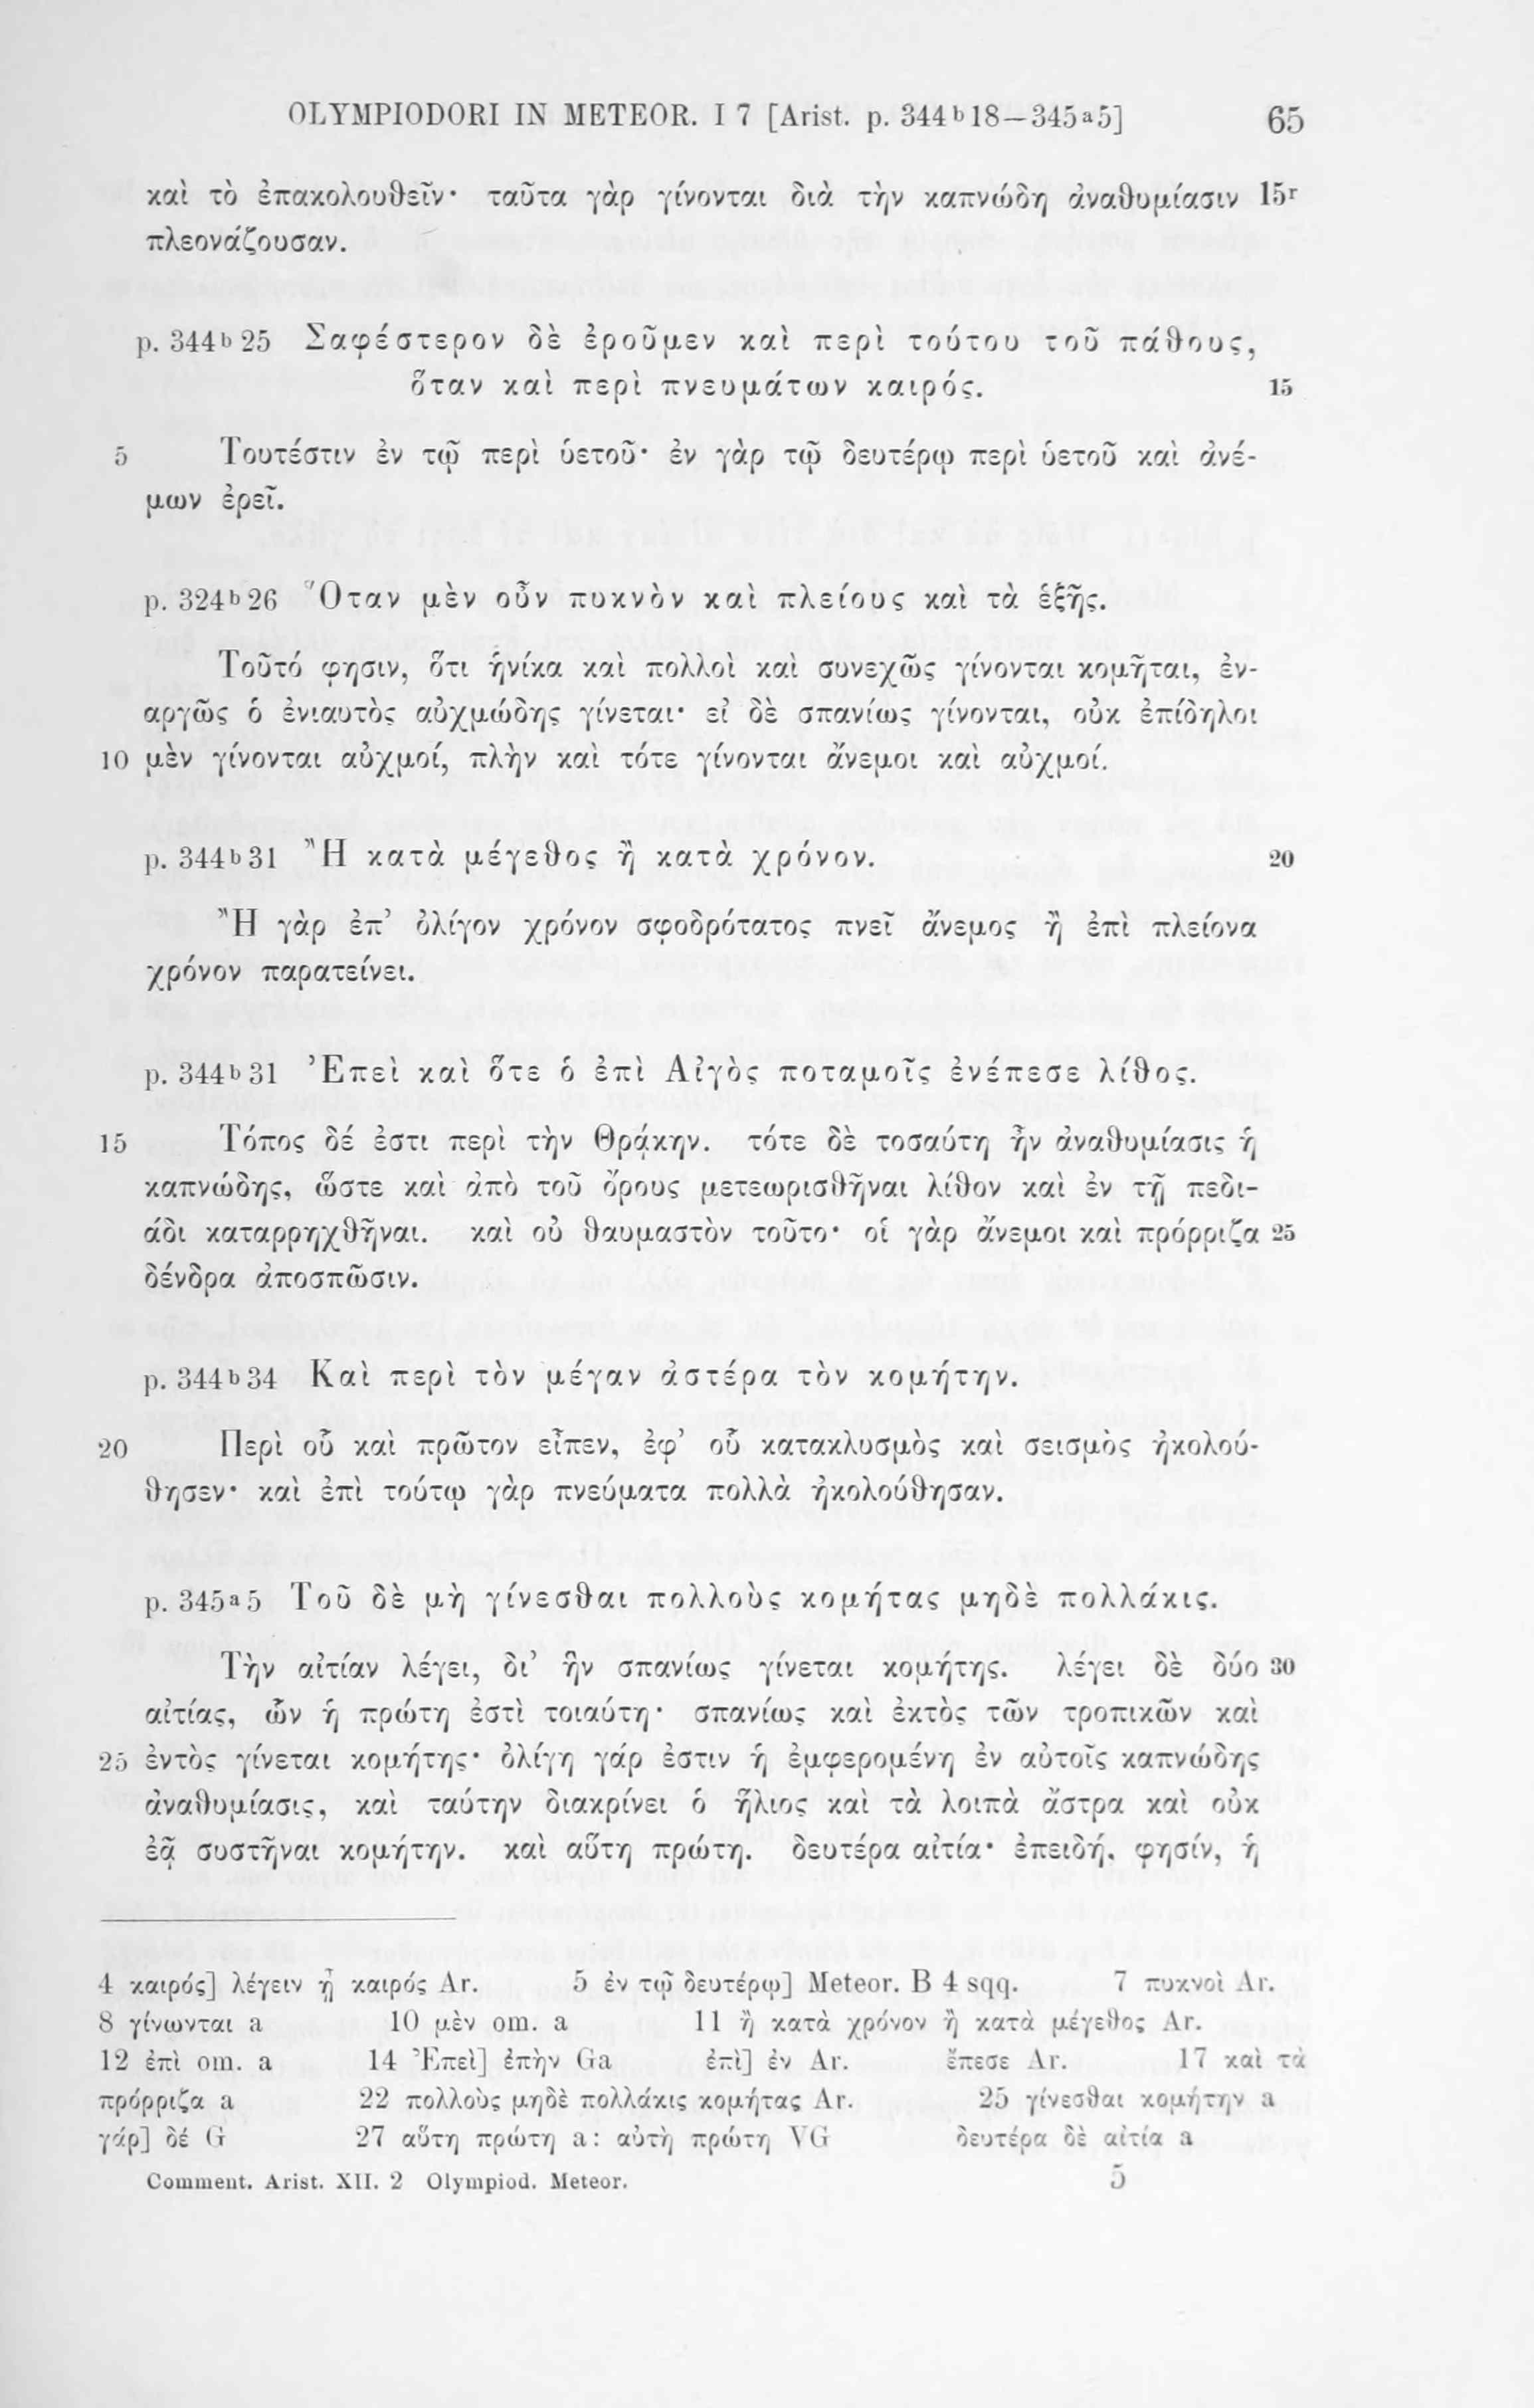 OLYMPIODORI IN METEOR. I 7 [Arist. p. 344ᵇ18—345ᵃ5] 65
καὶ τὸ ἐπακολουθεῖν· ταῦτα γὰρ γίνονται διὰ τὴν καπνώδη ἀναθυμίασιν 15ʳ
πλεονάζουσαν.
p. 344ᵇ25 Σαφέστερον δὲ ἐροῦμεν καὶ περὶ τούτου τοῦ πάθους,
ὅταν καὶ περὶ πνευμάτων καιρός. 15
5 Τουτέστιν ἐν τῷ περὶ ὑετοῦ· ἐν γὰρ τῷ δευτέρῳ περὶ ὑετοῦ καὶ ἀνέ-
μων ἐρεῖ.
p. 324ᵇ26 Ὅταν μὲν οὖν πυκνὸν καὶ πλείους καὶ τὰ ἑξῆς.
Τοῦτό φησιν, ὅτι ἡνίκα καὶ πολλοὶ καὶ συνεχῶς γίνονται κομῆται, ἐν-
αργῶς ὁ ἐνιαυτὸς αὐχμώδης γίνεται· εἰ δὲ σπανίως γίνονται, οὐκ ἐπίδηλοι
10 μὲν γίνονται αὐχμοί, πλὴν καὶ τότε γίνονται ἄνεμοι καὶ αὐχμοί.
p. 344ᵇ31 Ἢ κατὰ μέγεθος ἢ κατὰ χρόνον. 20
Ἢ γὰρ ἐπ’ ὀλίγον χρόνον σφοδρότατος πνεῖ ἄνεμος ἢ ἐπὶ πλείονα
χρόνον παρατείνει.
p. 344ᵇ31 Ἐπεὶ καὶ ὅτε ὁ ἐπὶ Αἰγὸς ποταμοῖς ἐνέπεσε λίθος.
15 Τόπος δέ ἐστι περὶ τὴν Θρᾴκην. τότε δὲ τοσαύτη ἦν ἀναθυμίασις ἡ
καπνώδης, ὥστε καὶ ἀπὸ τοῦ ὄρους μετεωρισθῆναι λίθον καὶ ἐν τῇ πεδι-
άδι καταρρηχθῆναι. καὶ οὐ θαυμαστὸν τοῦτο· οἱ γὰρ ἄνεμοι καὶ πρόρριζα 25
δένδρα ἀποσπῶσιν.
p. 344ᵇ34 Καὶ περὶ τὸν μέγαν ἀστέρα τὸν κομήτην.
20 Περὶ οὗ καὶ πρῶτον εἶπεν, ἐφ’ οὗ κατακλυσμὸς καὶ σεισμὸς ἠκολού-
θησεν· καὶ ἐπὶ τούτῳ γὰρ πνεύματα πολλὰ ἠκολούθησαν.
p. 345ᵃ5 Τοῦ δὲ μὴ γίνεσθαι πολλοὺς κομήτας μηδὲ πολλάκις.
Τὴν αἰτίαν λέγει, δι’ ἣν σπανίως γίνεται κομήτης. λέγει δὲ δύο 30
αἰτίας, ὧν ἡ πρώτη ἐστὶ τοιαύτη· σπανίως καὶ ἐκτὸς τῶν τροπικῶν καὶ
25 ἐντὸς γίνεται κομήτης· ὀλίγη γάρ ἐστιν ἡ ἐμφερομένη ἐν αὐτοῖς καπνώδης
ἀναθυμίασις, καὶ ταύτην διακρίνει ὁ ἥλιος καὶ τὰ λοιπὰ ἄστρα καὶ οὐκ
ἐᾷ συστῆναι κομήτην. καὶ αὕτη πρώτη. δευτέρα αἰτία· ἐπειδή, φησίν, ἡ
4 καιρός] λέγειν ᾖ καιρός Ar. 5 ἐν τῷ δευτέρῳ] Meteor. B 4 sqq. 7 πυκνοὶ Ar.
8 γίνωνται a 10 μὲν om. a 11 ἢ κατὰ χρόνον ἢ κατὰ μέγεθος Ar.
12 ἐπὶ om. a 14 Ἐπεὶ] ἐπὴν Ga ἐπὶ] ἐν Ar. ἔπεσε Ar. 17 καὶ τὰ
πρόρριζα a 22 πολλοὺς μηδὲ πολλάκις κομήτας Ar. 25 γίνεσθαι κομήτην a
γάρ] δέ G 27 αὕτη πρώτη a: αὐτὴ πρώτη VG δευτέρα δὲ αἰτία a
Comment. Arist. XII. 2 Olympiod. Meteor. 5